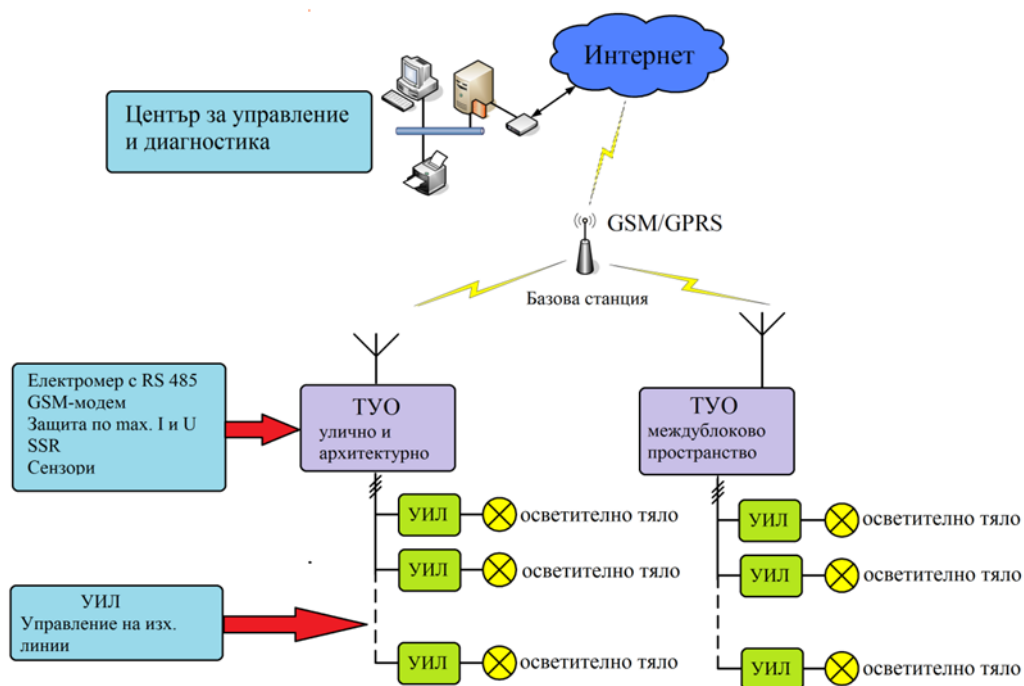 Интернет
Център за управление
и диагностика
GSM/GPRS
Базова станция
Електромер с RS 485
GSM-модем
Защита по max. I и U
SSR
Сензори
ТУО
улично и
архитектурно
ТУО
междублоково
пространство
УИЛ
осветително тяло
УИЛ
осветително тяло
УИЛ
осветително тяло
УИЛ
осветително тяло
УИЛ
Управление на изх.
линии
УИЛ
осветително тяло
УИЛ
осветително тяло